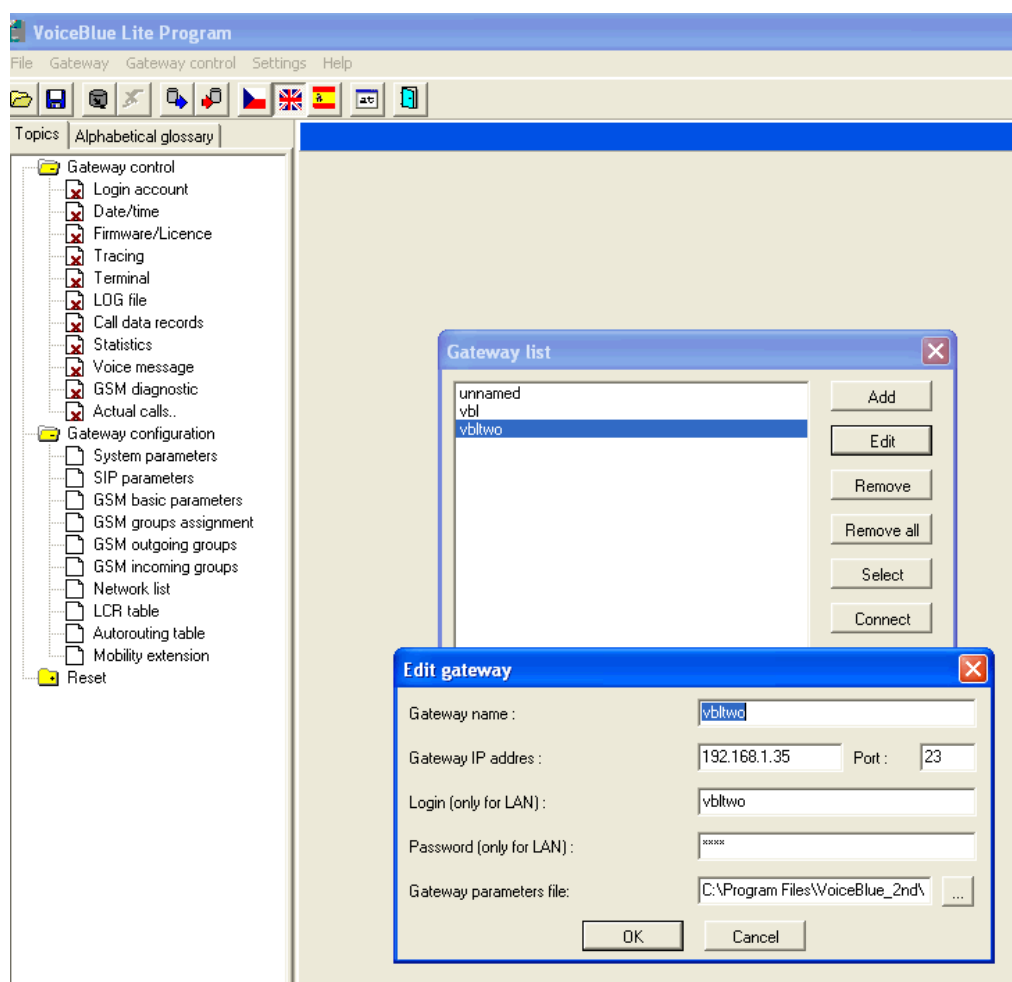 VoiceBlue Lite Program
File Gateway Gateway control Settings Help
Topics Alphabetical glossary
Gateway control
Login account
Date/time
Firmware/Licence
Tracing
Terminal
LOG file
Call data records
Statistics
Voice message
GSM diagnostic
Actual calls..
Gateway configuration
System parameters
SIP parameters
GSM basic parameters
GSM groups assignment
GSM outgoing groups
GSM incoming groups
Network list
LCR table
Autorouting table
Mobility extension
Reset
Gateway list
unnamed
vbl
vbltwo
Add
Edit
Remove
Remove all
Select
Connect
Edit gateway
Gateway name : vbltwo
Gateway IP addres : 192.168.1.35 Port : 23
Login (only for LAN) : vbltwo
Password (only for LAN) : ****
Gateway parameters file: C:\Program Files\VoiceBlue_2nd\ ...
OK Cancel